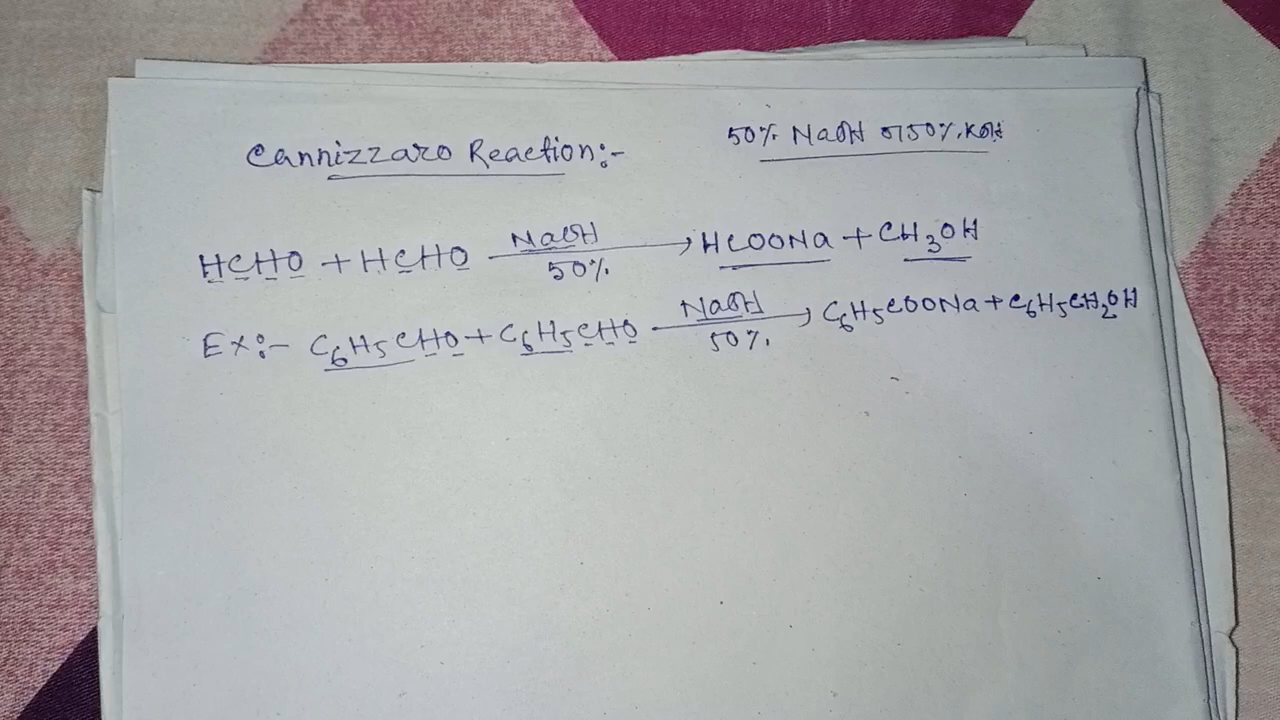 Cannizzaro Reaction:-
50% NaOH or 50% KOH
HCHO + HCHO NaOH 50% → HCOONa + CH3OH
Ex:- C6H5CHO + C6H5CHO NaOH 50% → C6H5COONa + C6H5CH2OH